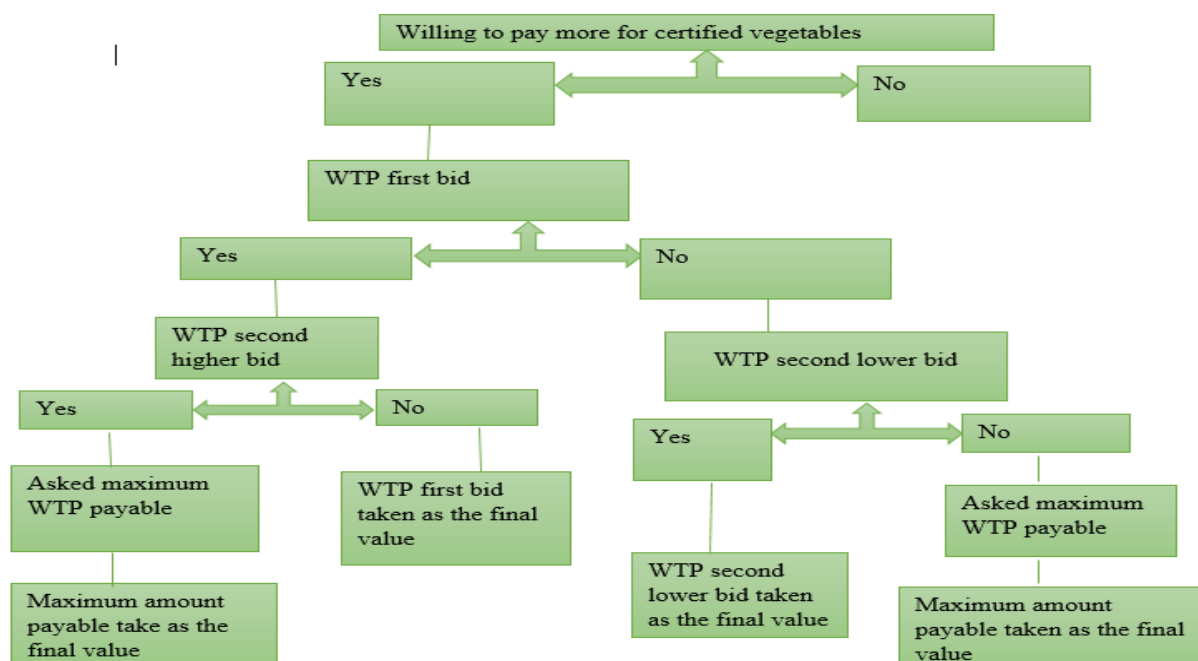 Willing to pay more for certified vegetables
Yes
No
WTP first bid
Yes
No
WTP second
higher bid
WTP second lower bid
Yes
No
Yes
No
Asked maximum
WTP payable
WTP first bid
taken as the final
value
Asked maximum
WTP payable
WTP second
lower bid taken
as the final value
Maximum amount
payable take as the
final value
Maximum amount
payable taken as the
final value